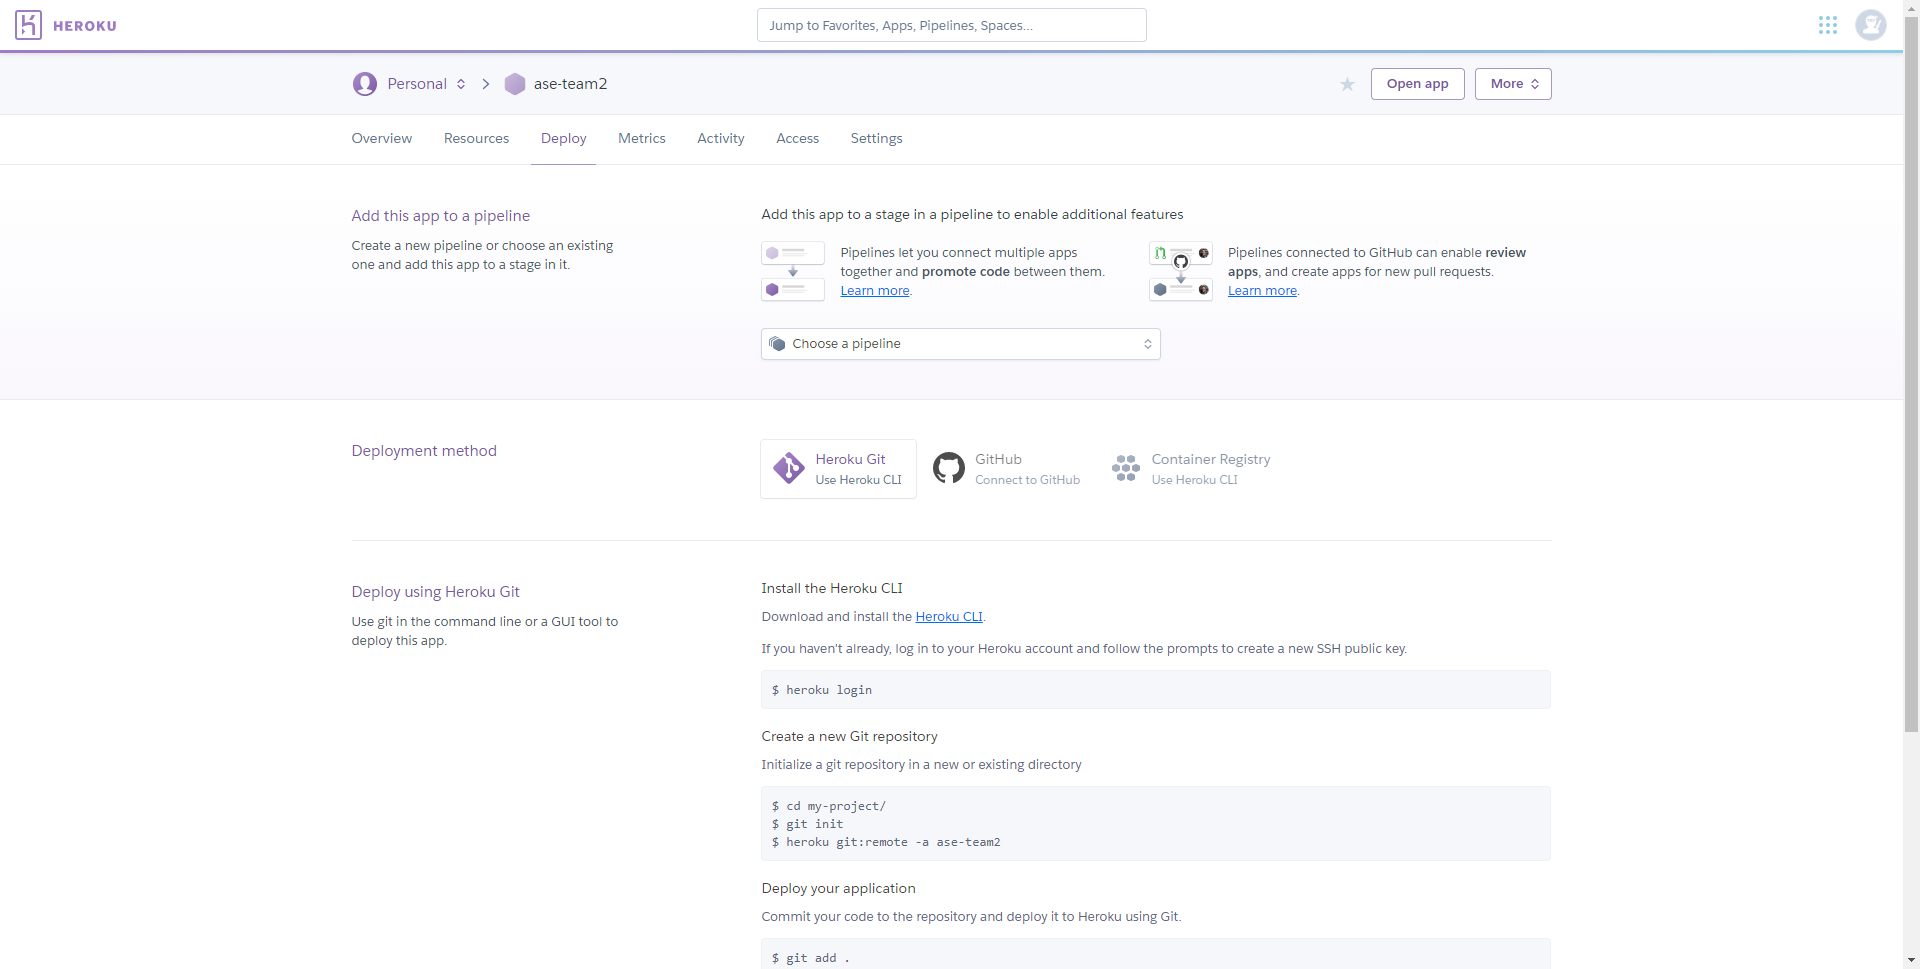 HEROKU
Jump to Favorites, Apps, Pipelines, Spaces...
Personal
ase-team2
Open app
More
Overview
Resources
Deploy
Metrics
Activity
Access
Settings
Add this app to a pipeline
Create a new pipeline or choose an existing
one and add this app to a stage in it.
Add this app to a stage in a pipeline to enable additional features
Pipelines let you connect multiple apps
together and promote code between them.
Learn more.
Pipelines connected to GitHub can enable review
apps, and create apps for new pull requests.
Learn more.
Choose a pipeline
Deployment method
Heroku Git
Use Heroku CLI
GitHub
Connect to GitHub
Container Registry
Use Heroku CLI
Deploy using Heroku Git
Use git in the command line or a GUI tool to
deploy this app.
Install the Heroku CLI
Download and install the Heroku CLI.
If you haven't already, log in to your Heroku account and follow the prompts to create a new SSH public key.
$ heroku login
Create a new Git repository
Initialize a git repository in a new or existing directory
$ cd my-project/
$ git init
$ heroku git:remote -a ase-team2
Deploy your application
Commit your code to the repository and deploy it to Heroku using Git.
$ git add .